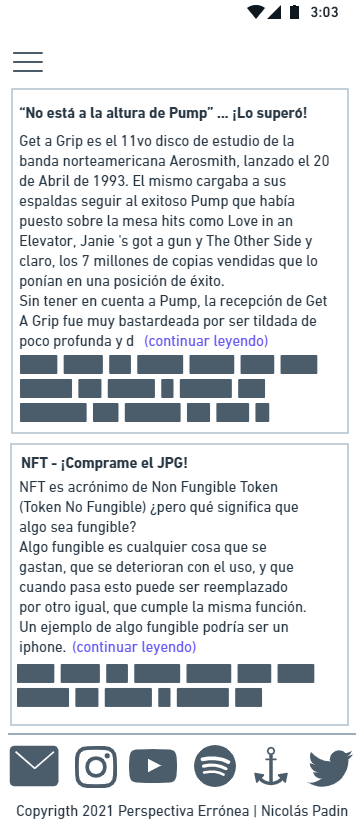 3:03
“No está a la altura de Pump” ... ¡Lo superó!
Get a Grip es el 11vo disco de estudio de la
banda norteamericana Aerosmith, lanzado el 20
de Abril de 1993. El mismo cargaba a sus
espaldas seguir al exitoso Pump que había
puesto sobre la mesa hits como Love in an
Elevator, Janie 's got a gun y The Other Side y
claro, los 7 millones de copias vendidas que lo
ponían en una posición de éxito.
Sin tener en cuenta a Pump, la recepción de Get
A Grip fue muy bastardeada por ser tildada de
poco profunda y d (continuar leyendo)
NFT - ¡Comprame el JPG!
NFT es acrónimo de Non Fungible Token
(Token No Fungible) ¿pero qué significa que
algo sea fungible?
Algo fungible es cualquier cosa que se
gastan, que se deterioran con el uso, y que
cuando pasa esto puede ser reemplazado
por otro igual, que cumple la misma función.
Un ejemplo de algo fungible podría ser un
iphone. (continuar leyendo)
Copyrigth 2021 Perspectiva Errónea | Nicolás Padin